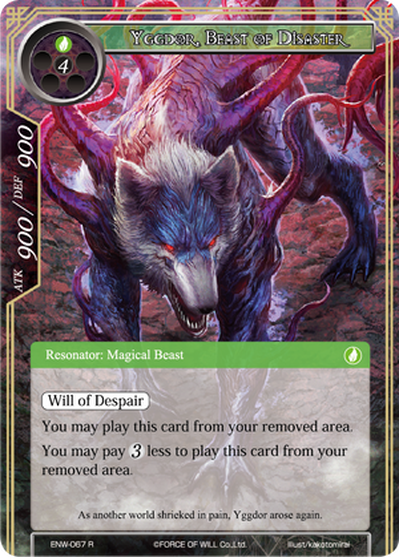 Yggdor, Beast of Disaster
4
ATK 900 / DEF 900
Resonator: Magical Beast
Will of Despair
You may play this card from your removed area.
You may pay 3 less to play this card from your
removed area.
As another world shrieked in pain, Yggdor arose again.
ENW-067 R ©FORCE OF WILL Co.,Ltd. Illust/kakotomirai